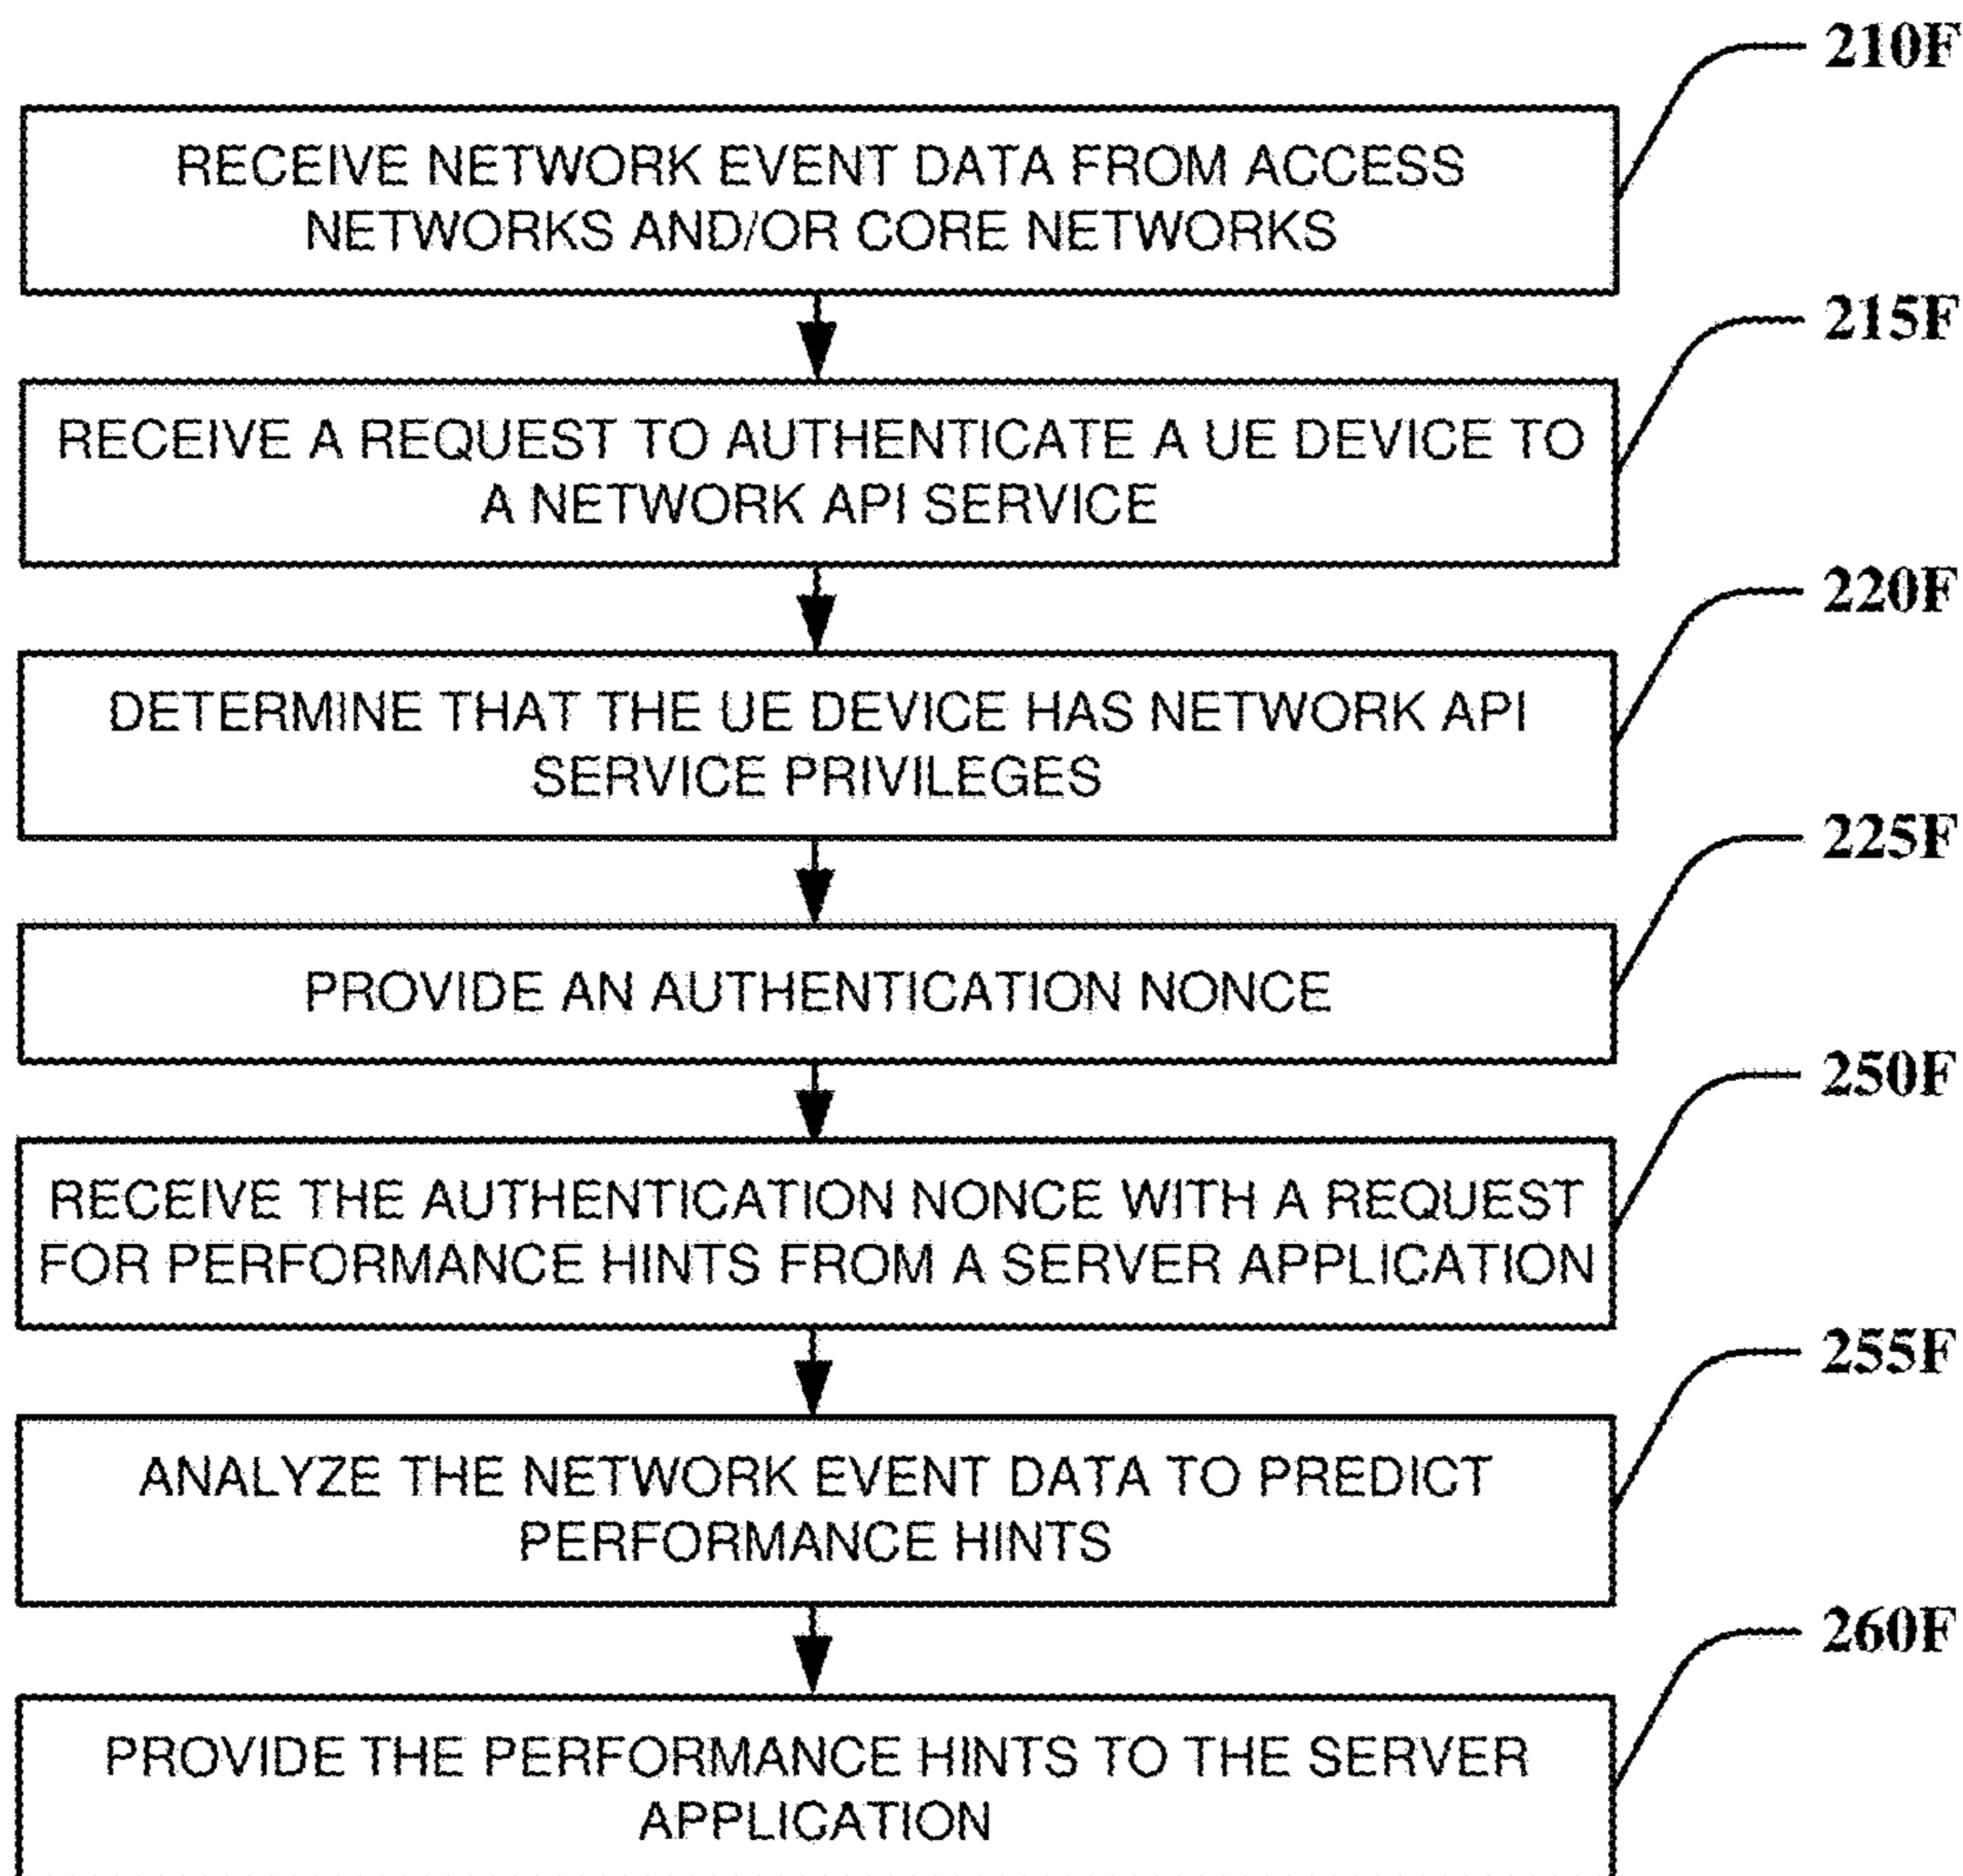 210F
RECEIVE NETWORK EVENT DATA FROM ACCESS
NETWORKS AND/OR CORE NETWORKS
215F
RECEIVE A REQUEST TO AUTHENTICATE A UE DEVICE TO
A NETWORK API SERVICE
220F
DETERMINE THAT THE UE DEVICE HAS NETWORK API
SERVICE PRIVILEGES
225F
PROVIDE AN AUTHENTICATION NONCE
250F
RECEIVE THE AUTHENTICATION NONCE WITH A REQUEST
FOR PERFORMANCE HINTS FROM A SERVER APPLICATION
255F
ANALYZE THE NETWORK EVENT DATA TO PREDICT
PERFORMANCE HINTS
260F
PROVIDE THE PERFORMANCE HINTS TO THE SERVER
APPLICATION